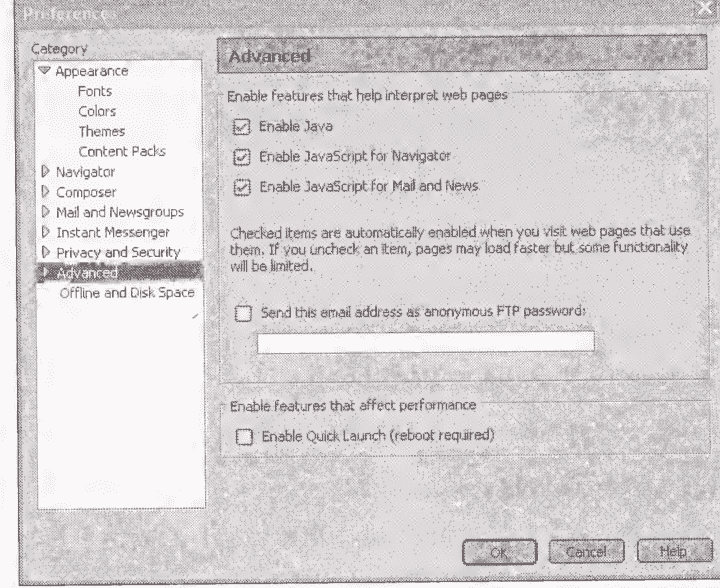 Preferences
Category
Appearance
Fonts
Colors
Themes
Content Packs
Navigator
Composer
Mail and Newsgroups
Instant Messenger
Privacy and Security
Advanced
Offline and Disk Space
Advanced
Enable features that help interpret web pages
Enable Java
Enable JavaScript for Navigator
Enable JavaScript for Mail and News
Checked items are automatically enabled when you visit web pages that use
them. If you uncheck an item, pages may load faster but some functionality
will be limited.
Send this email address as anonymous FTP password:
Enable features that affect performance
Enable Quick Launch (reboot required)
OK
Cancel
Help